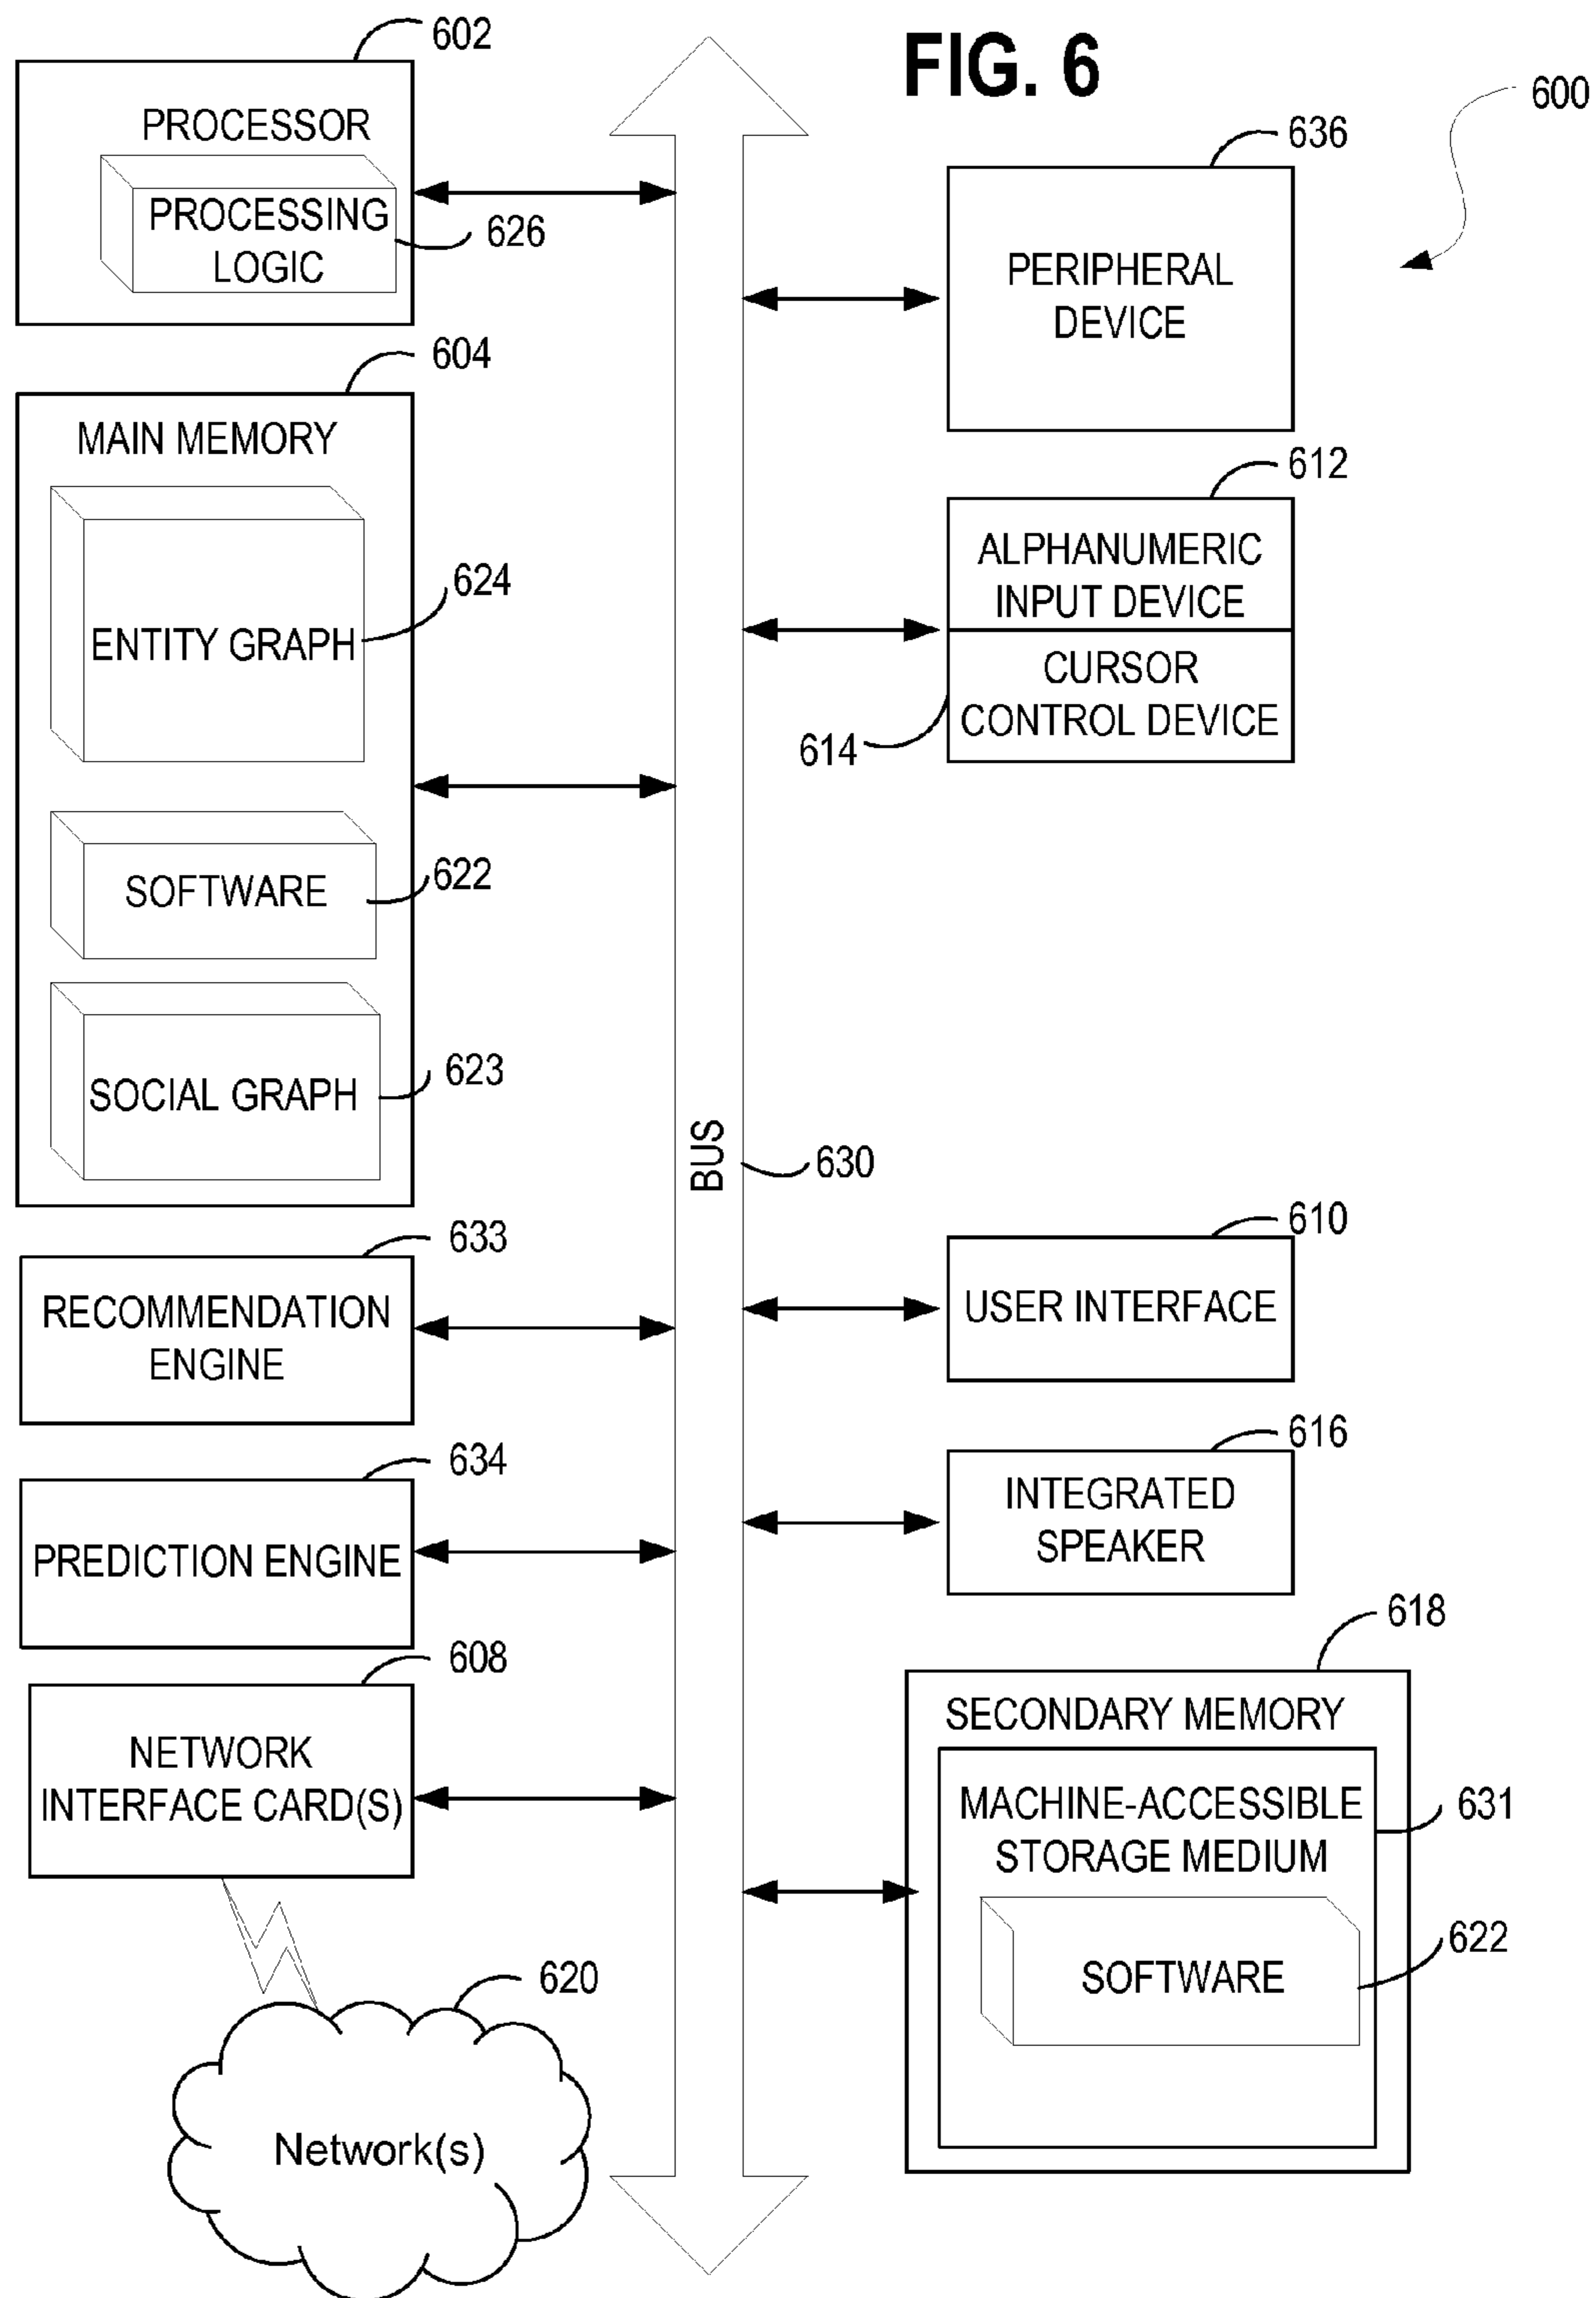 FIG. 6
600
602
PROCESSOR
PROCESSING
LOGIC
626
604
MAIN MEMORY
ENTITY GRAPH
624
SOFTWARE
622
SOCIAL GRAPH
623
633
RECOMMENDATION
ENGINE
634
PREDICTION ENGINE
608
NETWORK
INTERFACE CARD(S)
620
Network(s)
BUS
630
636
PERIPHERAL
DEVICE
612
ALPHANUMERIC
INPUT DEVICE
CURSOR
CONTROL DEVICE
614
610
USER INTERFACE
616
INTEGRATED
SPEAKER
618
SECONDARY MEMORY
MACHINE-ACCESSIBLE
STORAGE MEDIUM
631
SOFTWARE
622